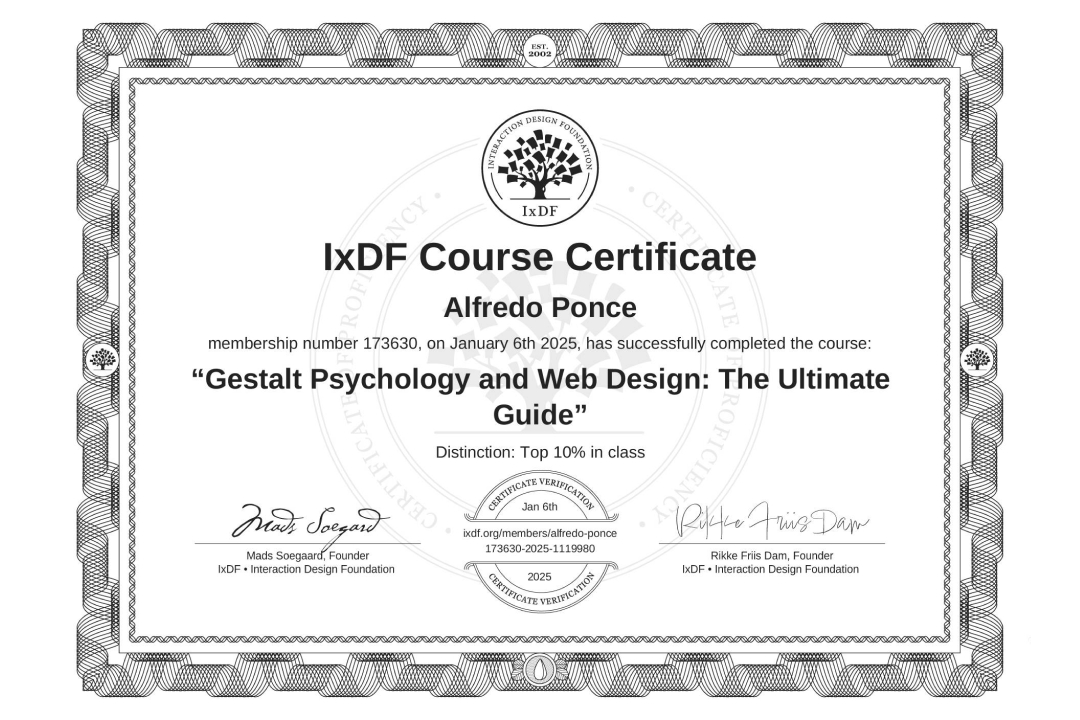 EST.
2002
INTERACTION DESIGN FOUNDATION
IxDF
IxDF Course Certificate
Alfredo Ponce
membership number 173630, on January 6th 2025, has successfully completed the course:
“Gestalt Psychology and Web Design: The Ultimate
Guide”
Distinction: Top 10% in class
CERTIFICATE VERIFICATION
Jan 6th
ixdf.org/members/alfredo-ponce
173630-2025-1119980
2025
CERTIFICATE VERIFICATION
Mads Soegaard
Mads Soegaard, Founder
IxDF • Interaction Design Foundation
Rikke Friis Dam
Rikke Friis Dam, Founder
IxDF • Interaction Design Foundation
CERTIFICATE OF PROFICIENCY •
• CERTIFICATE OF PROFICIENCY